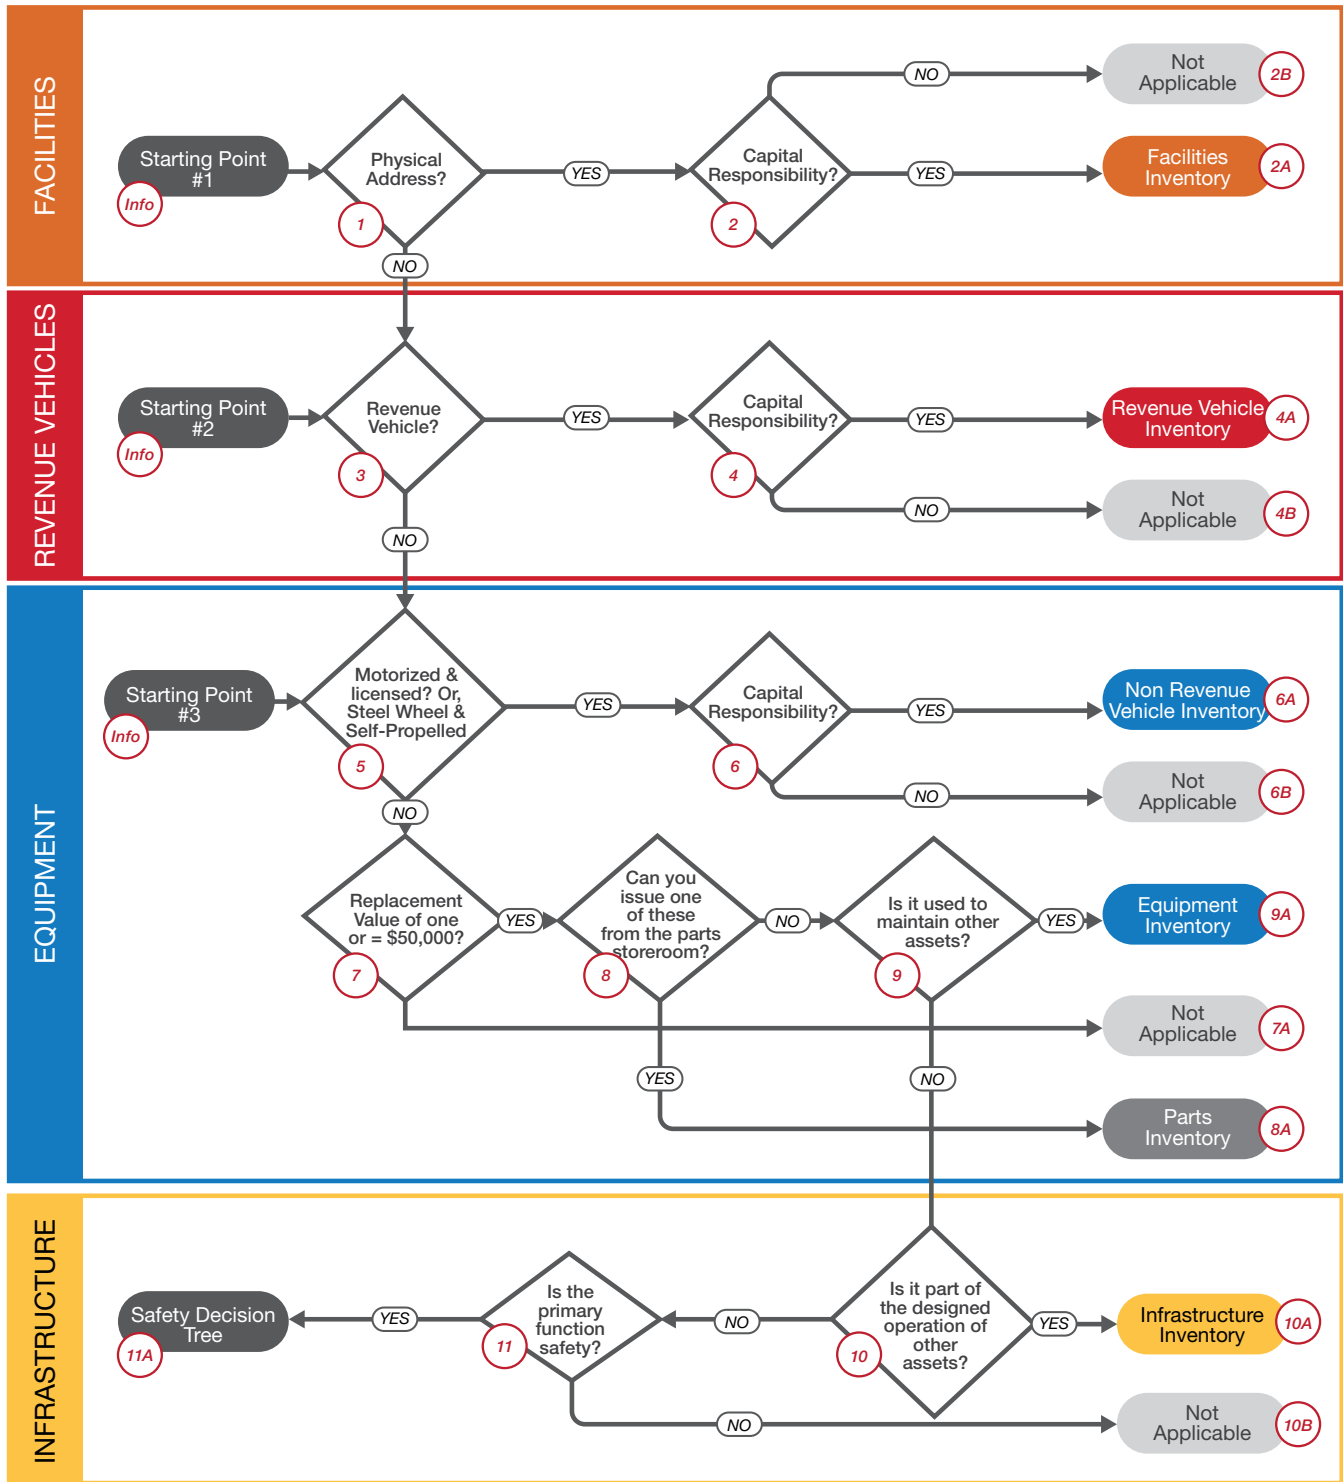 FACILITIES
Starting Point
#1
Info
Physical
Address?
1
YES
NO
Capital
Responsibility?
2
NO
Not
Applicable
2B
YES
Facilities
Inventory
2A
REVENUE VEHICLES
Starting Point
#2
Info
Revenue
Vehicle?
3
YES
NO
Capital
Responsibility?
4
YES
Revenue Vehicle
Inventory
4A
NO
Not
Applicable
4B
EQUIPMENT
Starting Point
#3
Info
Motorized &
licensed? Or,
Steel Wheel &
Self-Propelled
5
YES
NO
Capital
Responsibility?
6
YES
Non Revenue
Vehicle Inventory
6A
NO
Not
Applicable
6B
Replacement
Value of one
or = $50,000?
7
YES
Can you
issue one
of these
from the parts
storeroom?
8
NO
Is it used to
maintain other
assets?
9
YES
Equipment
Inventory
9A
Not
Applicable
7A
YES
NO
Parts
Inventory
8A
INFRASTRUCTURE
Safety Decision
Tree
11A
YES
Is the
primary
function
safety?
11
NO
Is it part of
the designed
operation of
other
assets?
10
YES
Infrastructure
Inventory
10A
NO
Not
Applicable
10B